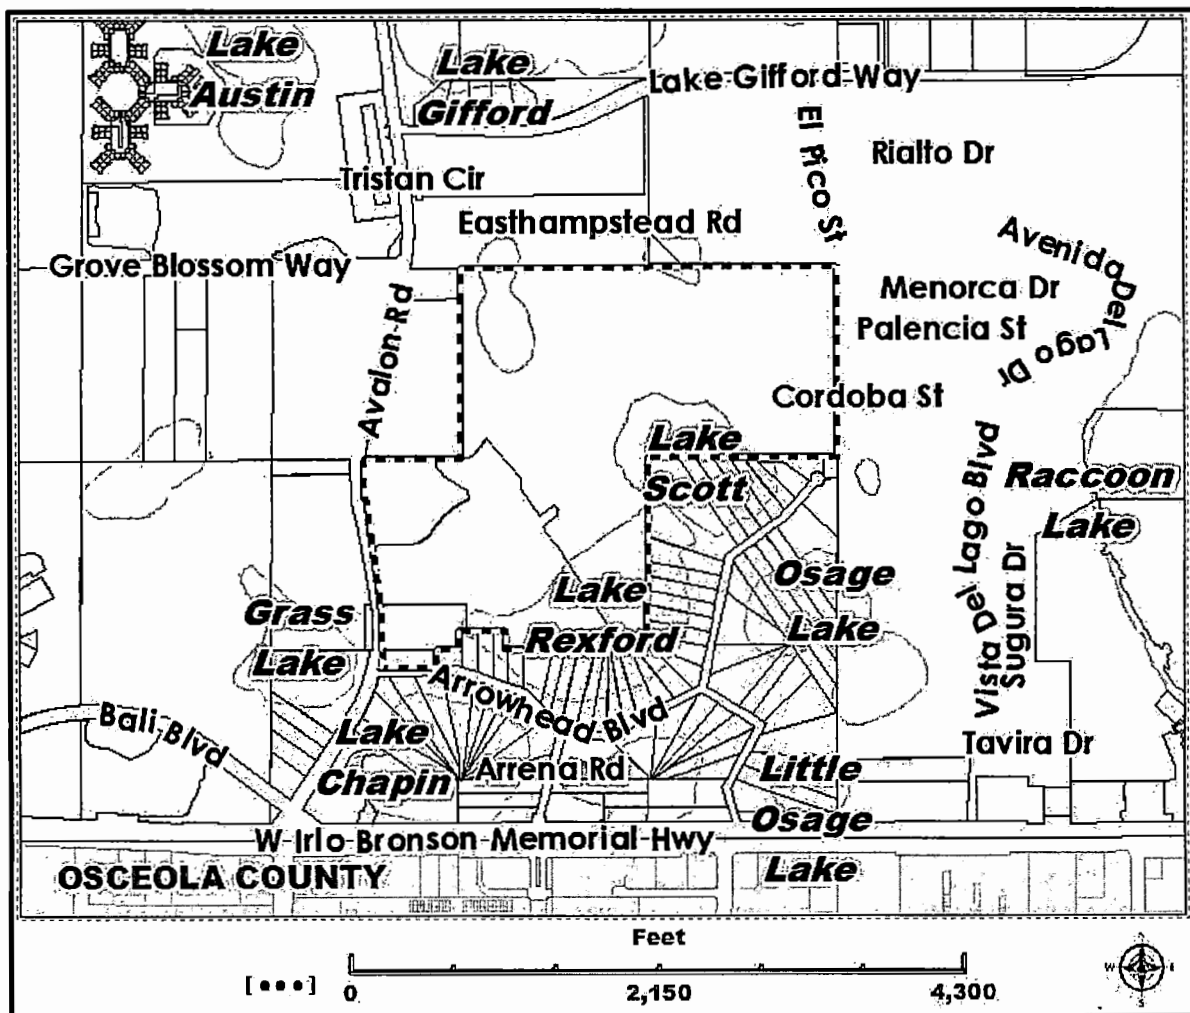 Lake
Austin
Lake
Gifford
Lake Gifford Way
El Pico St
Rialto Dr
Tristan Cir
Easthampstead Rd
Avenida Del Lago Dr
Grove Blossom Way
Menorca Dr
Avalon Rd
Palencia St
Cordoba St
Lake
Scott
Vista Del Lago Blvd
Raccoon
Lake
Sugura Dr
Osage
Lake
Lake
Rexford
Grass
Lake
Arrowhead Blvd
Bali Blvd
Lake
Chapin
Arrena Rd
Tavira Dr
Little
Osage
Lake
W Irlo Bronson Memorial Hwy
OSCEOLA COUNTY
Feet
[•••]
0 2,150 4,300
N
W E
S